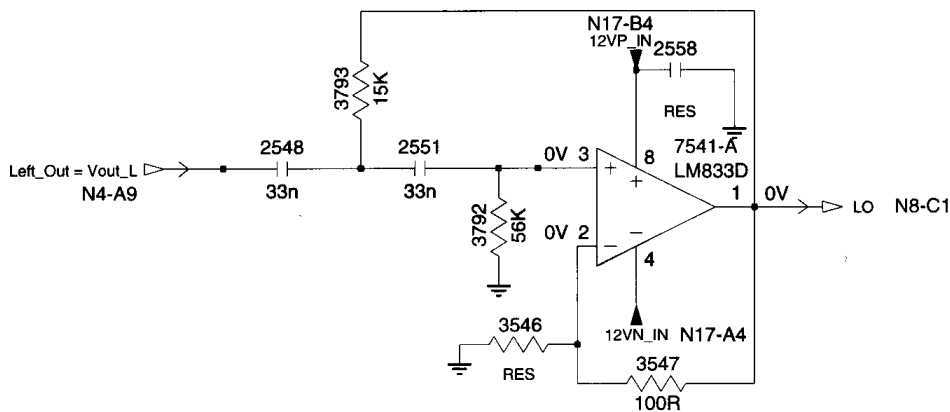 N17-B4
12VP_IN
2558
RES
3793
15K
7541-A
LM833D
2548
2551
0V 3
8
+
+
Left_Out = Vout_L
N4-A9
33n
33n
1 0V
LO N8-C1
3792
56K
0V 2
−
−
4
3546
12VN_IN N17-A4
RES
3547
100R